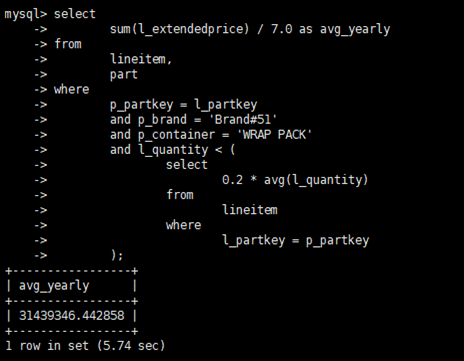 mysql> select
    ->         sum(l_extendedprice) / 7.0 as avg_yearly
    -> from
    ->         lineitem,
    ->         part
    -> where
    ->         p_partkey = l_partkey
    ->         and p_brand = 'Brand#51'
    ->         and p_container = 'WRAP PACK'
    ->         and l_quantity < (
    ->                 select
    ->                         0.2 * avg(l_quantity)
    ->                 from
    ->                         lineitem
    ->                 where
    ->                         l_partkey = p_partkey
    ->         );
+-----------------+
| avg_yearly      |
+-----------------+
| 31439346.442858 |
+-----------------+
1 row in set (5.74 sec)